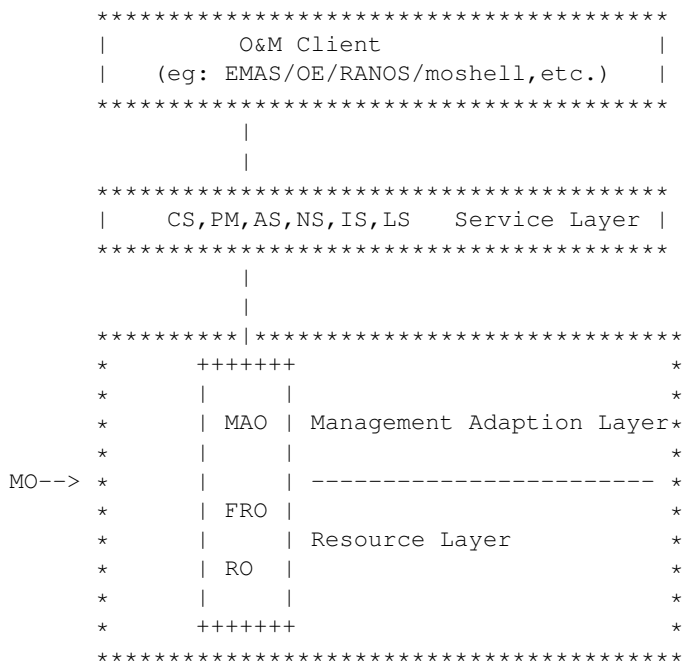 ****************************************
|         O&M Client                   |
|   (eg: EMAS/OE/RANOS/moshell,etc.)   |
****************************************
|
|
****************************************
|    CS,PM,AS,NS,IS,LS   Service Layer |
****************************************
|
|
**********|******************************
*      +++++++                          *
*      |     |                          *
*      | MAO | Management Adaption Layer*
*      |     |                          *
MO--> *      |     | ------------------------ *
*      | FRO |                          *
*      |     | Resource Layer           *
*      | RO  |                          *
*      |     |                          *
*      +++++++                          *
*****************************************